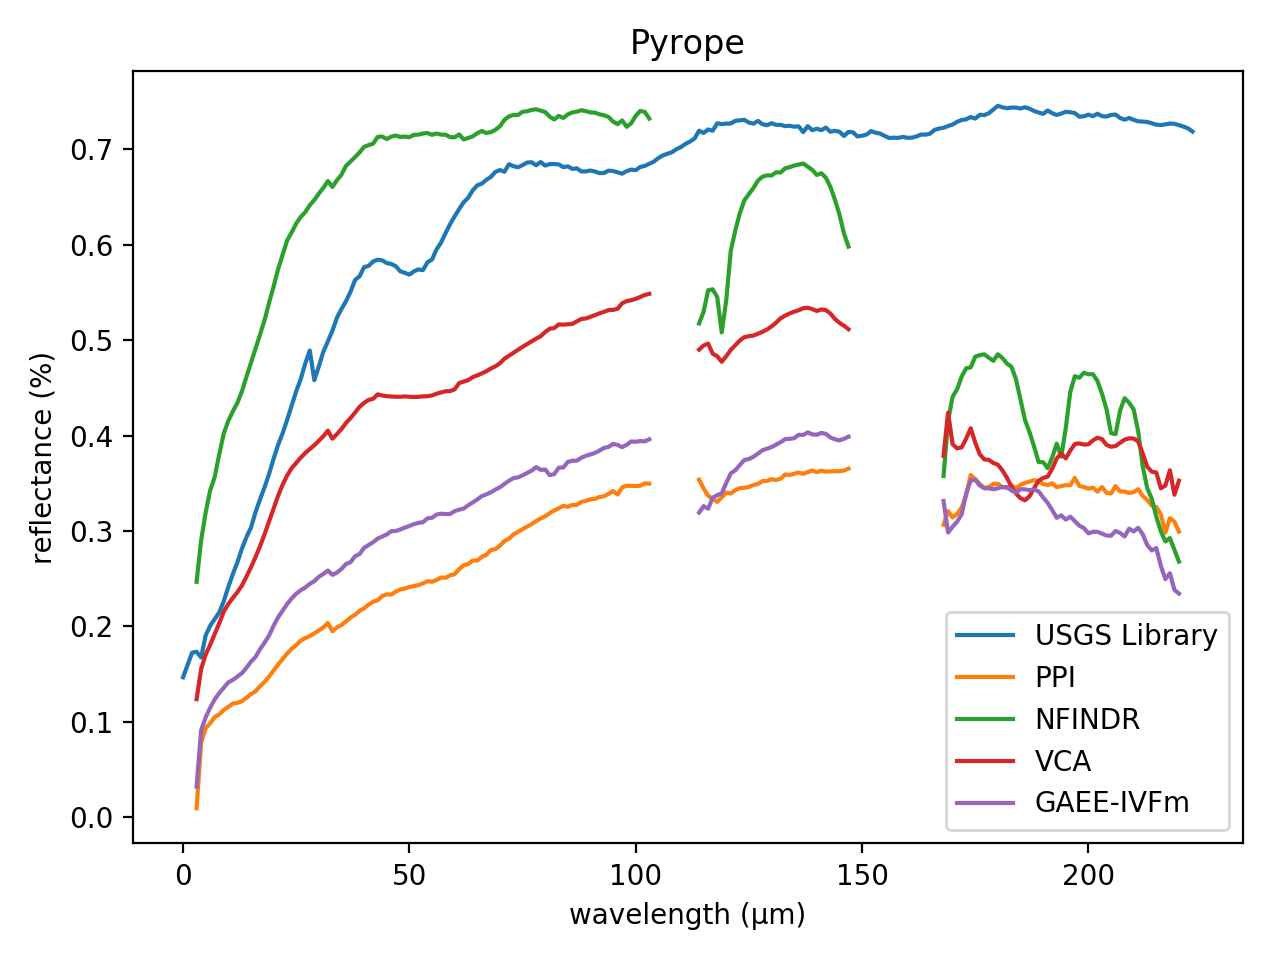 Pyrope
reflectance (%)
0.7
0.6
0.5
0.4
0.3
0.2
0.1
0.0
USGS Library
PPI
NFINDR
VCA
GAEE-IVFm
0 50 100 150 200
wavelength (μm)